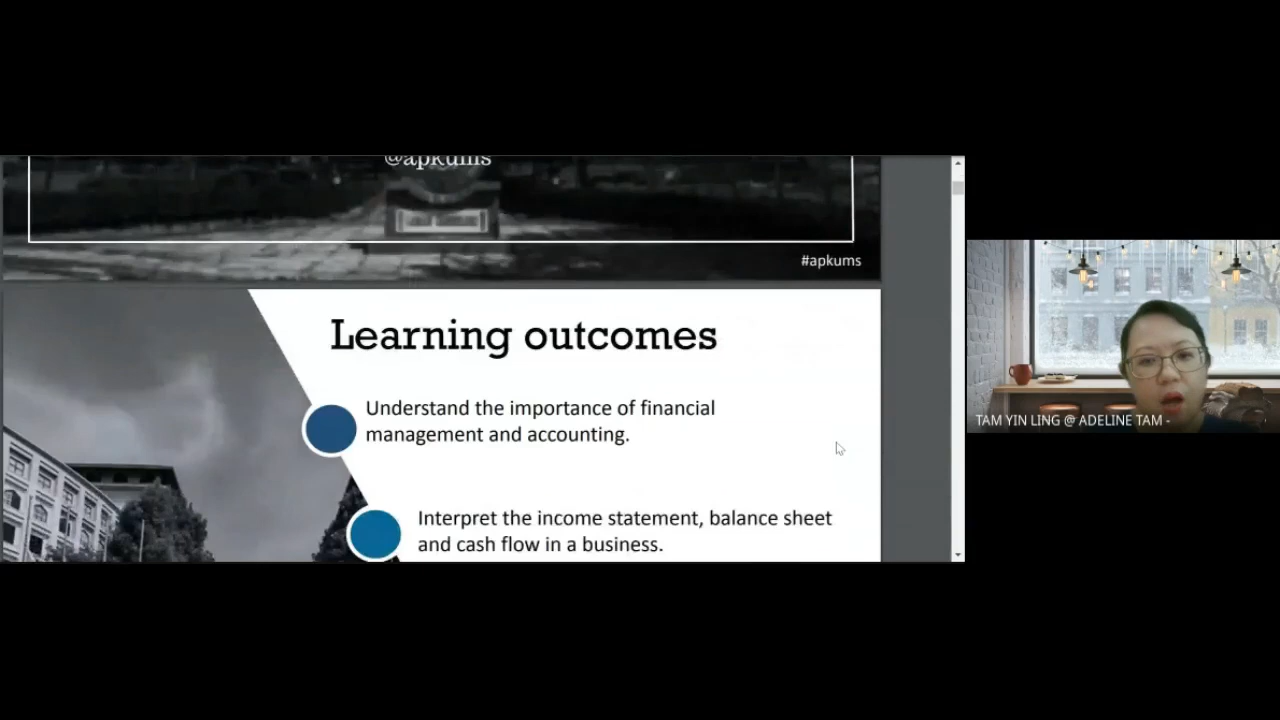 @apkums
#apkums
Learning outcomes
Understand the importance of financial
management and accounting.
Interpret the income statement, balance sheet
and cash flow in a business.
TAM YIN LING @ ADELINE TAM -